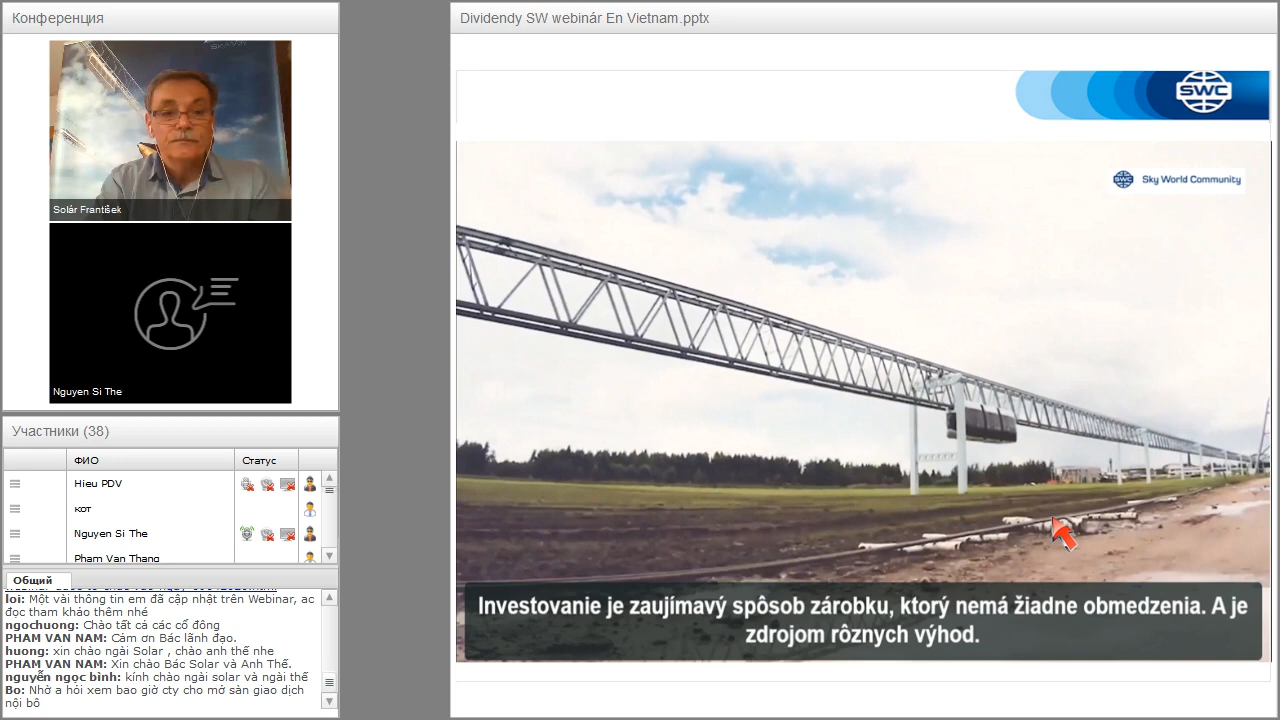 Конференция
SKYWAY
Solár František
Nguyen Si The
Участники (38)
ФИО
Статус
Hieu PDV
кот
Nguyen Si The
Pham Van Thang
Общий
loi: Một vài thông tin em đã cập nhật trên Webinar, ac
đọc tham khảo thêm nhé
ngochuong: Chào tất cả các cổ đông
PHAM VAN NAM: Cảm ơn Bác lãnh đạo.
huong: xin chào ngài Solar , chào anh thế nhe
PHAM VAN NAM: Xin chào Bác Solar và Anh Thế.
nguyễn ngọc bình: kính chào ngài solar và ngài thế
Bo: Nhờ a hỏi xem bao giờ cty cho mở sàn giao dịch
nội bộ
Dividendy SW webinár En Vietnam.pptx
SWC
SWC Sky World Community
Investovanie je zaujímavý spôsob zárobku, ktorý nemá žiadne obmedzenia. A je
zdrojom rôznych výhod.